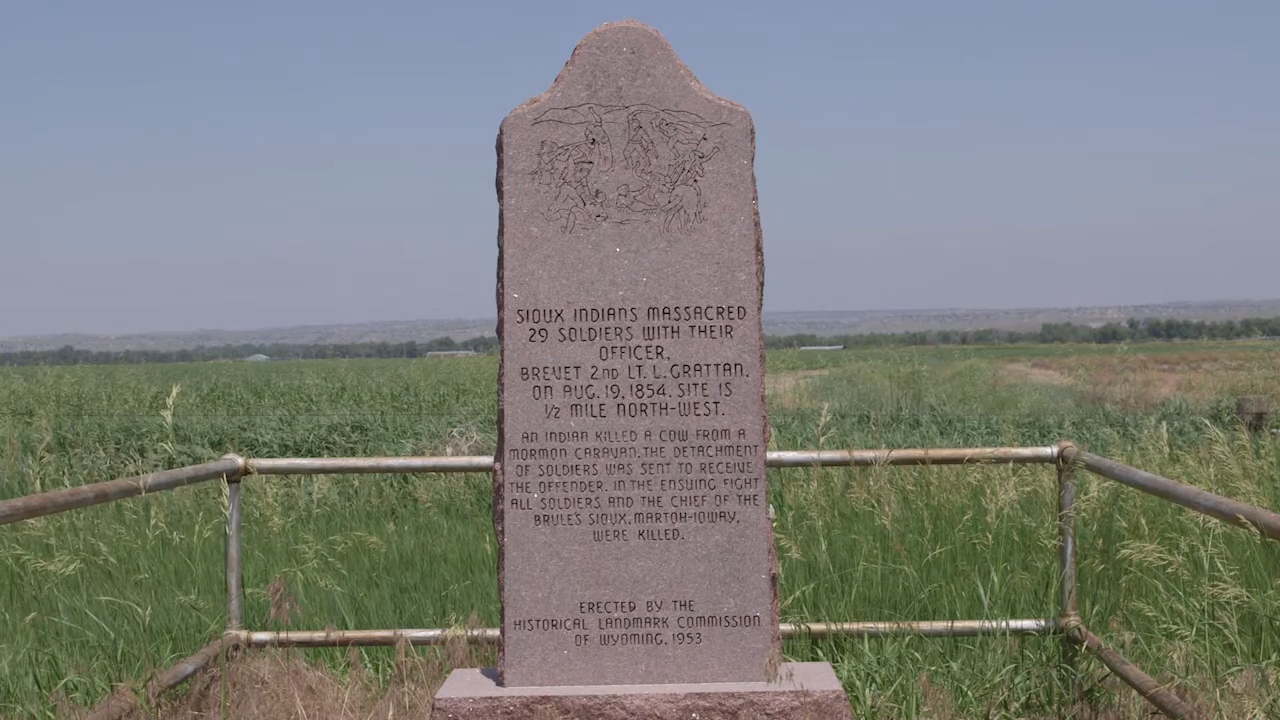 SIOUX INDIANS MASSACRED
29 SOLDIERS WITH THEIR
OFFICER,
BREVET 2ND LT. L. GRATTAN,
ON AUG. 19, 1854. SITE IS
1/2 MILE NORTH-WEST.
AN INDIAN KILLED A COW FROM A
MORMON CARAVAN. THE DETACHMENT
OF SOLDIERS WAS SENT TO RECEIVE
THE OFFENDER. IN THE ENSUING FIGHT
ALL SOLDIERS AND THE CHIEF OF THE
BRULE'S SIOUX, MARTOH-IOWAY,
WERE KILLED.
ERECTED BY THE
HISTORICAL LANDMARK COMMISSION
OF WYOMING, 1953